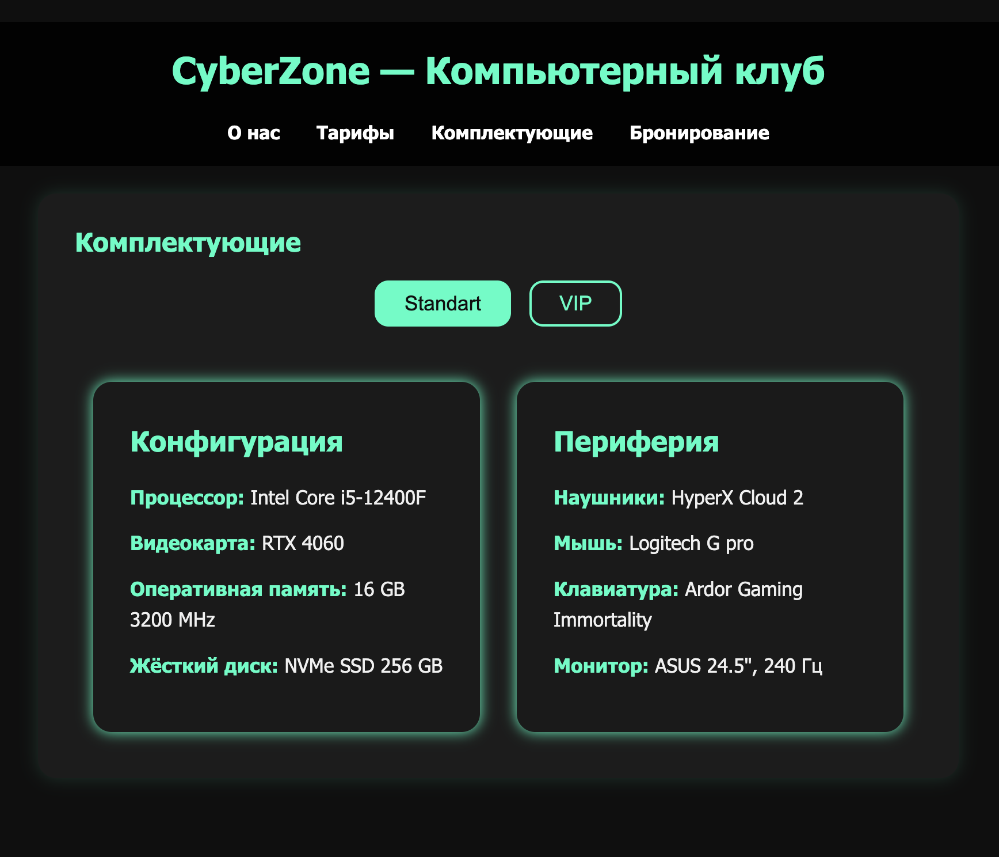 CyberZone — Компьютерный клуб
О нас Тарифы Комплектующие Бронирование
Комплектующие
Standart VIP
Конфигурация
Процессор: Intel Core i5-12400F
Видеокарта: RTX 4060
Оперативная память: 16 GB
3200 MHz
Жёсткий диск: NVMe SSD 256 GB
Периферия
Наушники: HyperX Cloud 2
Мышь: Logitech G pro
Клавиатура: Ardor Gaming
Immortality
Монитор: ASUS 24.5", 240 Гц